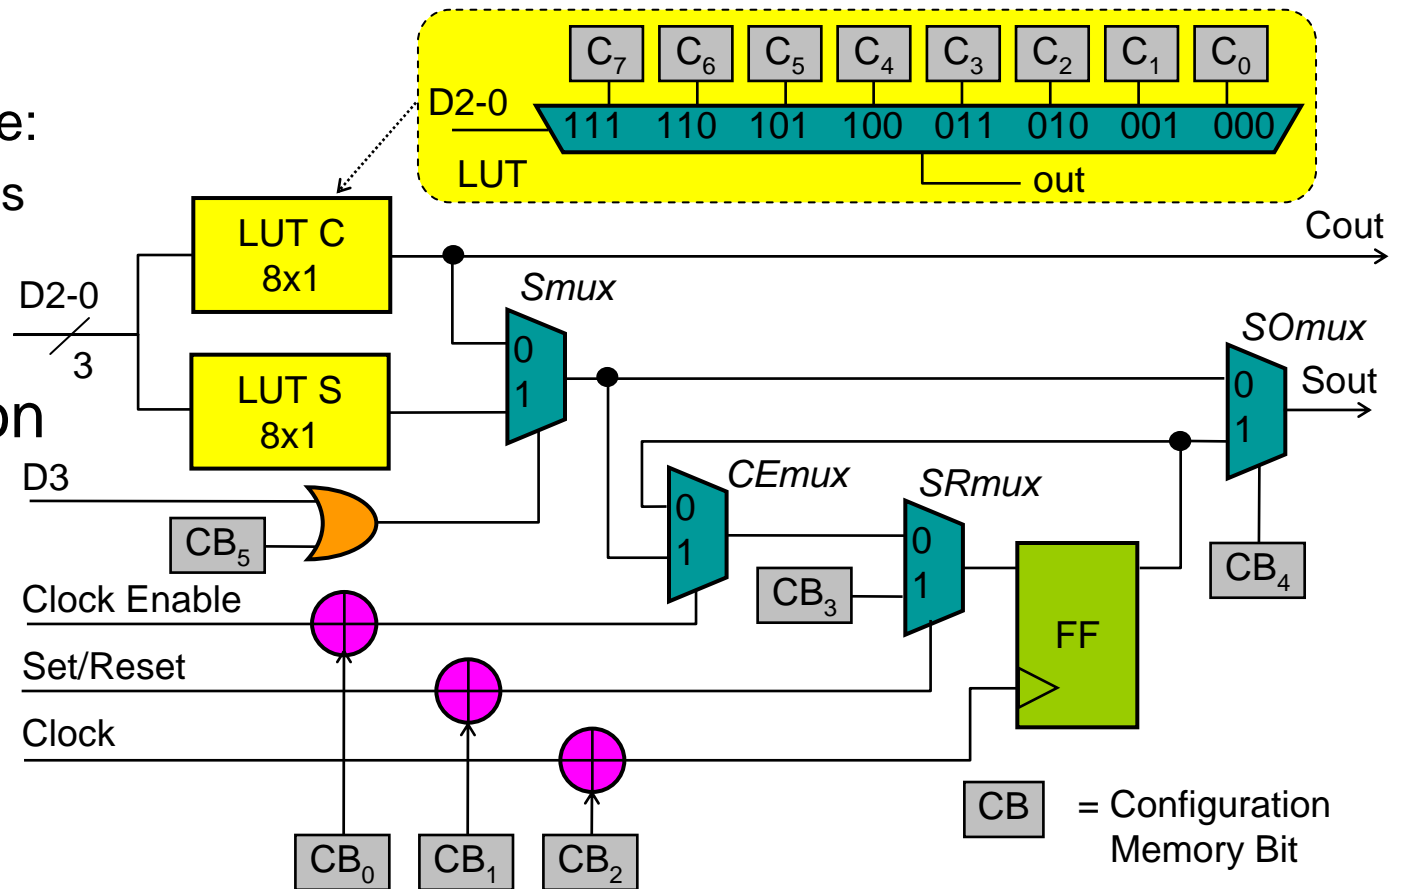 C7 C6 C5 C4 C3 C2 C1 C0
D2-0
111 110 101 100 011 010 001 000
LUT
out
e:
s
on
LUT C
8x1
Cout
D2-0
3
Smux
0
1
SOmux
0
1
Sout
LUT S
8x1
D3
CB5
CEmux
0
1
SRmux
0
1
CB3
CB4
FF
Clock Enable
Set/Reset
Clock
CB0 CB1 CB2
CB = Configuration
Memory Bit